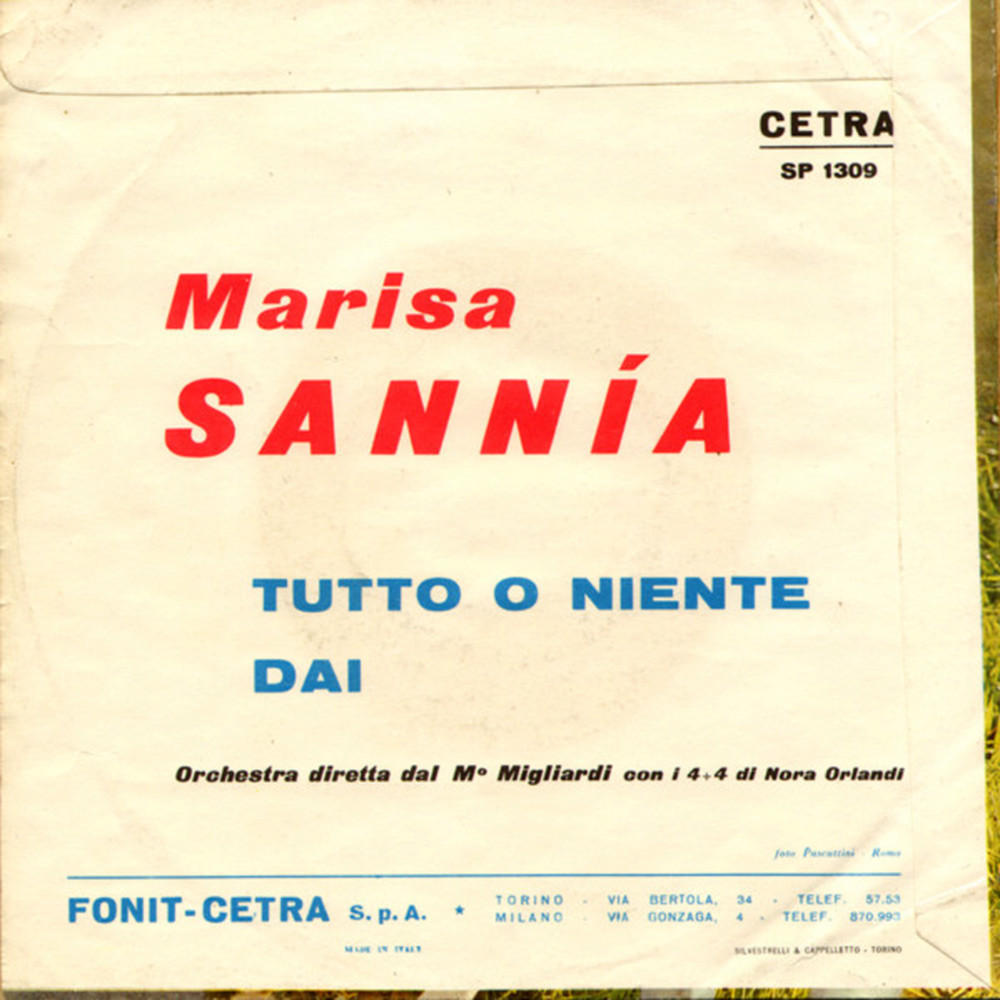 CETRA
SP 1309
Marisa
SANNÍA
TUTTO O NIENTE
DAI
Orchestra diretta dal Mº Migliardi con i 4+4 di Nora Orlandi
foto Pascuttini - Roma
FONIT-CETRA S.p.A. * TORINO - VIA BERTOLA, 34 - TELEF. 57.53
MILANO - VIA GONZAGA, 4 - TELEF. 870.993
MADE IN ITALY
SILVESTRELLI & CAPPELLETTO - TORINO